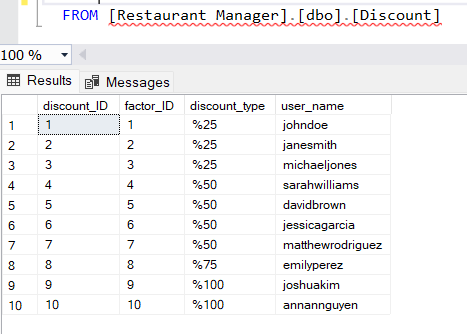 FROM [Restaurant Manager].[dbo].[Discount]
100 %
Results Messages
discount_ID factor_ID discount_type user_name
1 1 1 %25 johndoe
2 2 2 %25 janesmith
3 3 3 %25 michaeljones
4 4 4 %50 sarahwilliams
5 5 5 %50 davidbrown
6 6 6 %50 jessicagarcia
7 7 7 %50 matthewrodriguez
8 8 8 %75 emilyperez
9 9 9 %100 joshuakim
10 10 10 %100 annannguyen